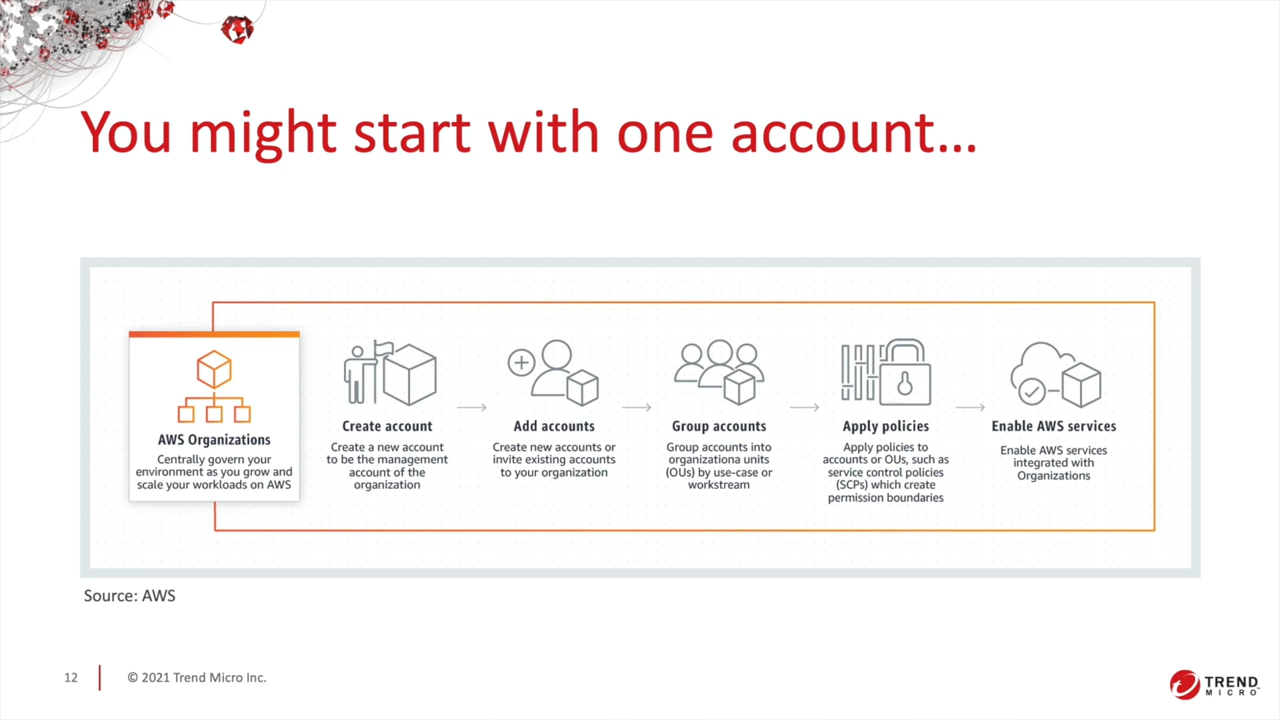 You might start with one account...
AWS Organizations
Centrally govern your
environment as you grow and
scale your workloads on AWS
Create account
Create a new account
to be the management
account of the
organization
Add accounts
Create new accounts or
invite existing accounts
to your organization
Group accounts
Group accounts into
organizationa units
(OUs) by use-case or
workstream
Apply policies
Apply policies to
accounts or OUs, such as
service control policies
(SCPs) which create
permission boundaries
Enable AWS services
Enable AWS services
integrated with
Organizations
Source: AWS
12
© 2021 Trend Micro Inc.
TREND
MICRO